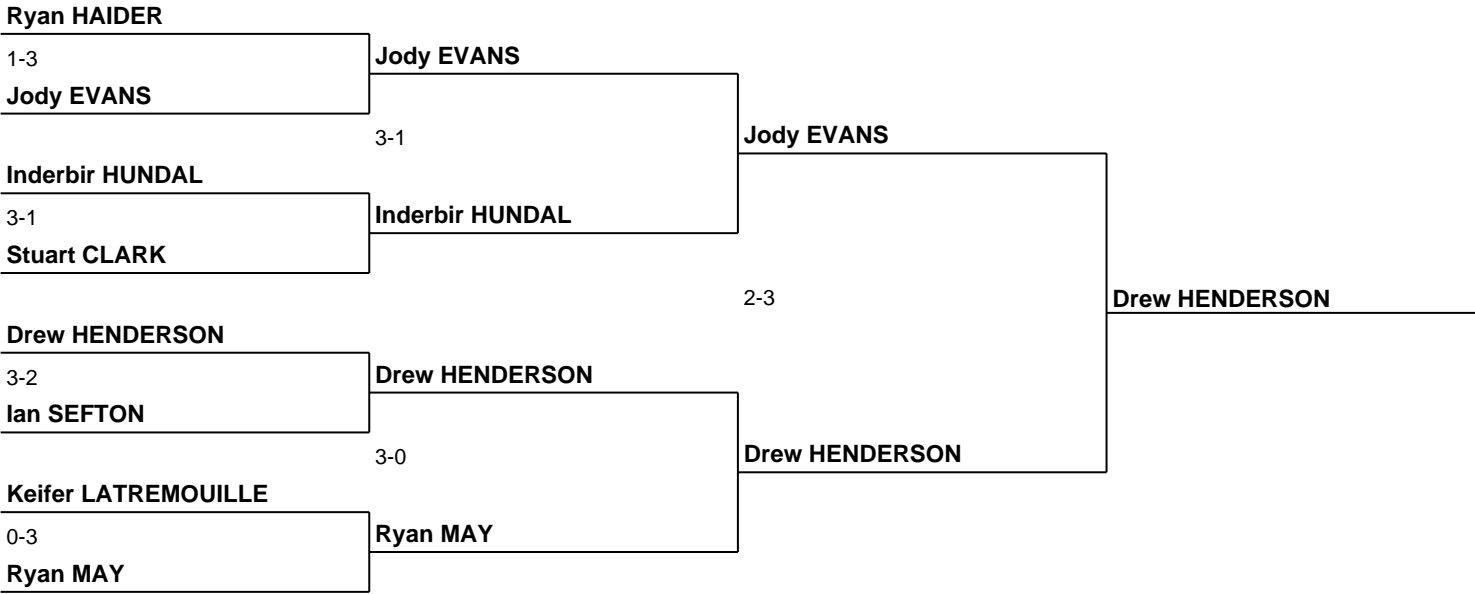 Ryan HAIDER
1-3
Jody EVANS
Jody EVANS
3-1
Inderbir HUNDAL
3-1
Stuart CLARK
Inderbir HUNDAL
Jody EVANS
2-3
Drew HENDERSON
Drew HENDERSON
3-2
Ian SEFTON
Drew HENDERSON
3-0
Keifer LATREMOUILLE
0-3
Ryan MAY
Ryan MAY
Drew HENDERSON